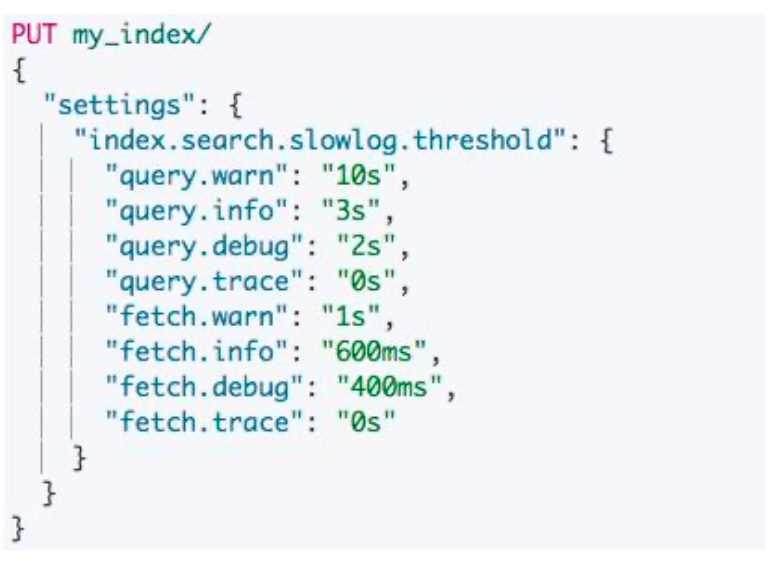 PUT my_index/
{
"settings": {
"index.search.slowlog.threshold": {
"query.warn": "10s",
"query.info": "3s",
"query.debug": "2s",
"query.trace": "0s",
"fetch.warn": "1s",
"fetch.info": "600ms",
"fetch.debug": "400ms",
"fetch.trace": "0s"
}
}
}